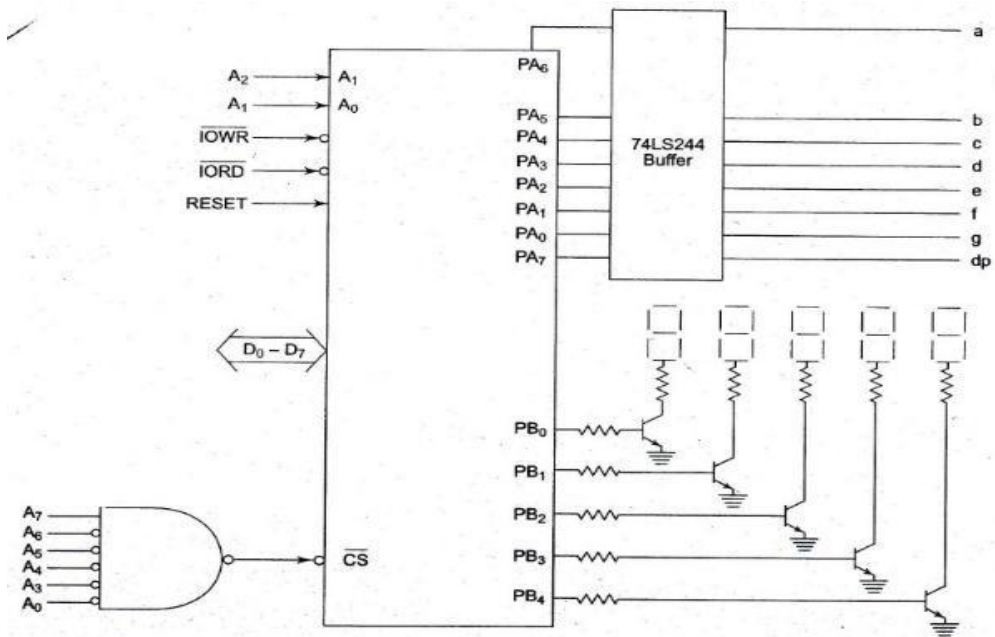 a
PA₆
A₂
A₁
A₁
A₀
PA₅
b
PA₄
c
IOWR
74LS244
Buffer
PA₃
d
IORD
PA₂
e
RESET
PA₁
f
PA₀
g
PA₇
dp
D₀ – D₇
PB₀
PB₁
PB₂
PB₃
PB₄
A₇
A₆
A₅
A₄
A₃
A₀
CS